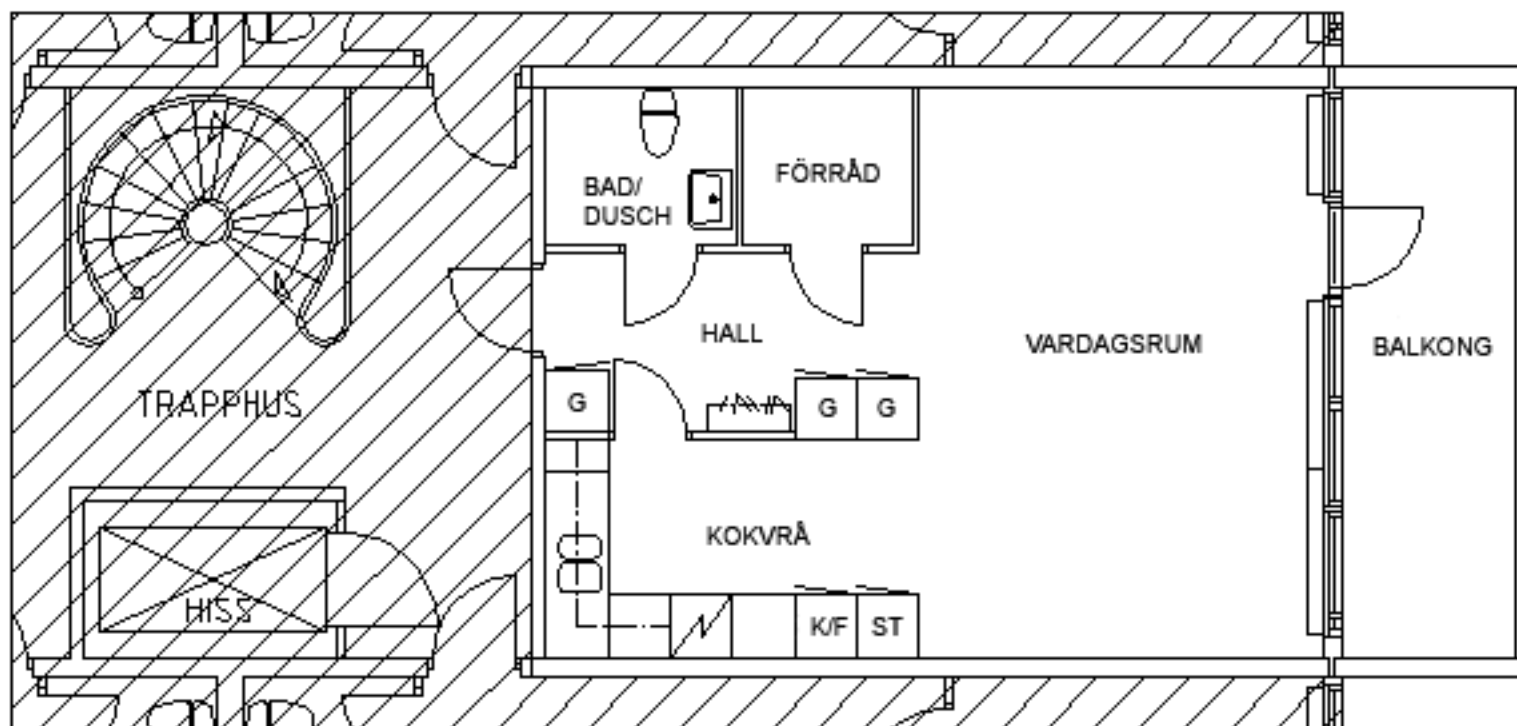 BAD/
DUSCH
FÖRRÅD
HALL
VARDAGSRUM
BALKONG
TRAPPHUS
G
G G
KOKVRÅ
HISS
K/F ST